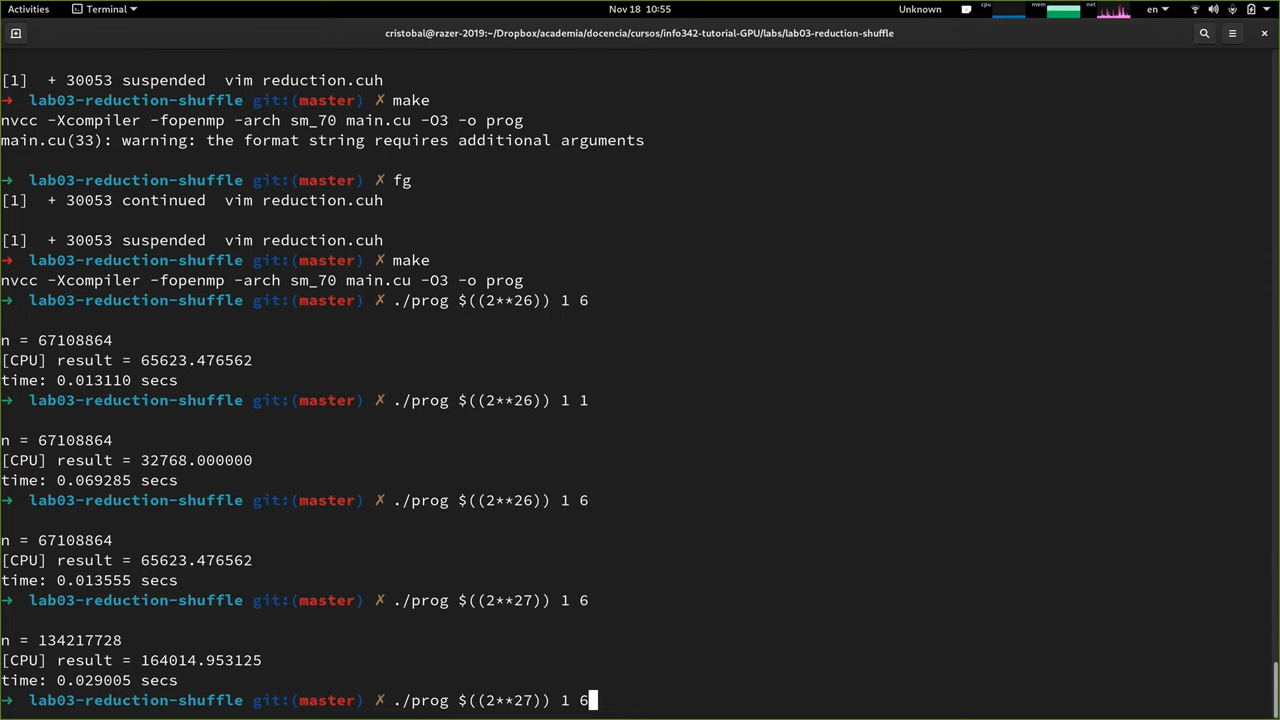 Activities Terminal Nov 18 10:55 Unknown cpu mem net en
cristobal@razer-2019:~/Dropbox/academia/docencia/cursos/info342-tutorial-GPU/labs/lab03-reduction-shuffle
[1]  + 30053 suspended  vim reduction.cuh
→  lab03-reduction-shuffle git:(master) ✗ make
nvcc -Xcompiler -fopenmp -arch sm_70 main.cu -O3 -o prog
main.cu(33): warning: the format string requires additional arguments
→  lab03-reduction-shuffle git:(master) ✗ fg
[1]  + 30053 continued  vim reduction.cuh
[1]  + 30053 suspended  vim reduction.cuh
→  lab03-reduction-shuffle git:(master) ✗ make
nvcc -Xcompiler -fopenmp -arch sm_70 main.cu -O3 -o prog
→  lab03-reduction-shuffle git:(master) ✗ ./prog $((2**26)) 1 6
n = 67108864
[CPU] result = 65623.476562
time: 0.013110 secs
→  lab03-reduction-shuffle git:(master) ✗ ./prog $((2**26)) 1 1
n = 67108864
[CPU] result = 32768.000000
time: 0.069285 secs
→  lab03-reduction-shuffle git:(master) ✗ ./prog $((2**26)) 1 6
n = 67108864
[CPU] result = 65623.476562
time: 0.013555 secs
→  lab03-reduction-shuffle git:(master) ✗ ./prog $((2**27)) 1 6
n = 134217728
[CPU] result = 164014.953125
time: 0.029005 secs
→  lab03-reduction-shuffle git:(master) ✗ ./prog $((2**27)) 1 6